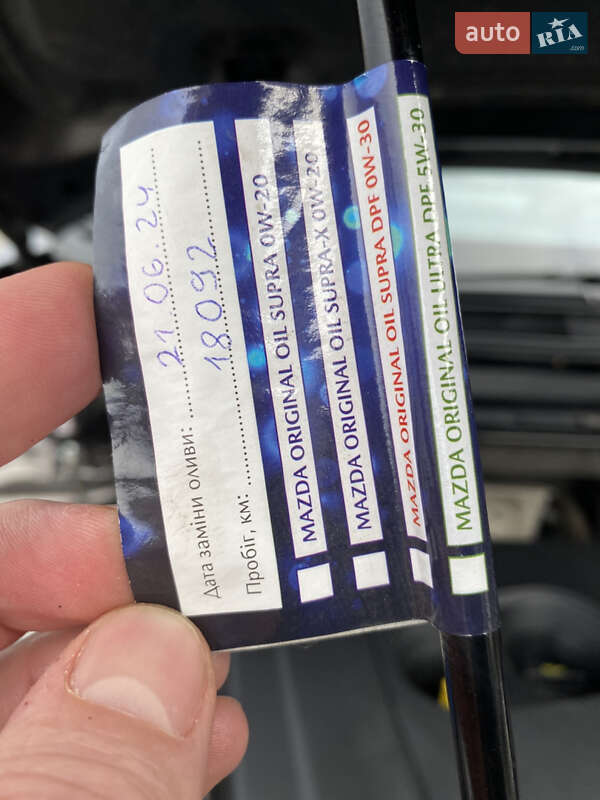 auto RIA .com
Дата заміни оливи: 21 06.24
Пробіг, км: 18092
MAZDA ORIGINAL OIL SUPRA 0W-20
MAZDA ORIGINAL OIL SUPRA-X 0W-20
MAZDA ORIGINAL OIL SUPRA DPF 0W-30
MAZDA ORIGINAL OIL ULTRA DPF 5W-30